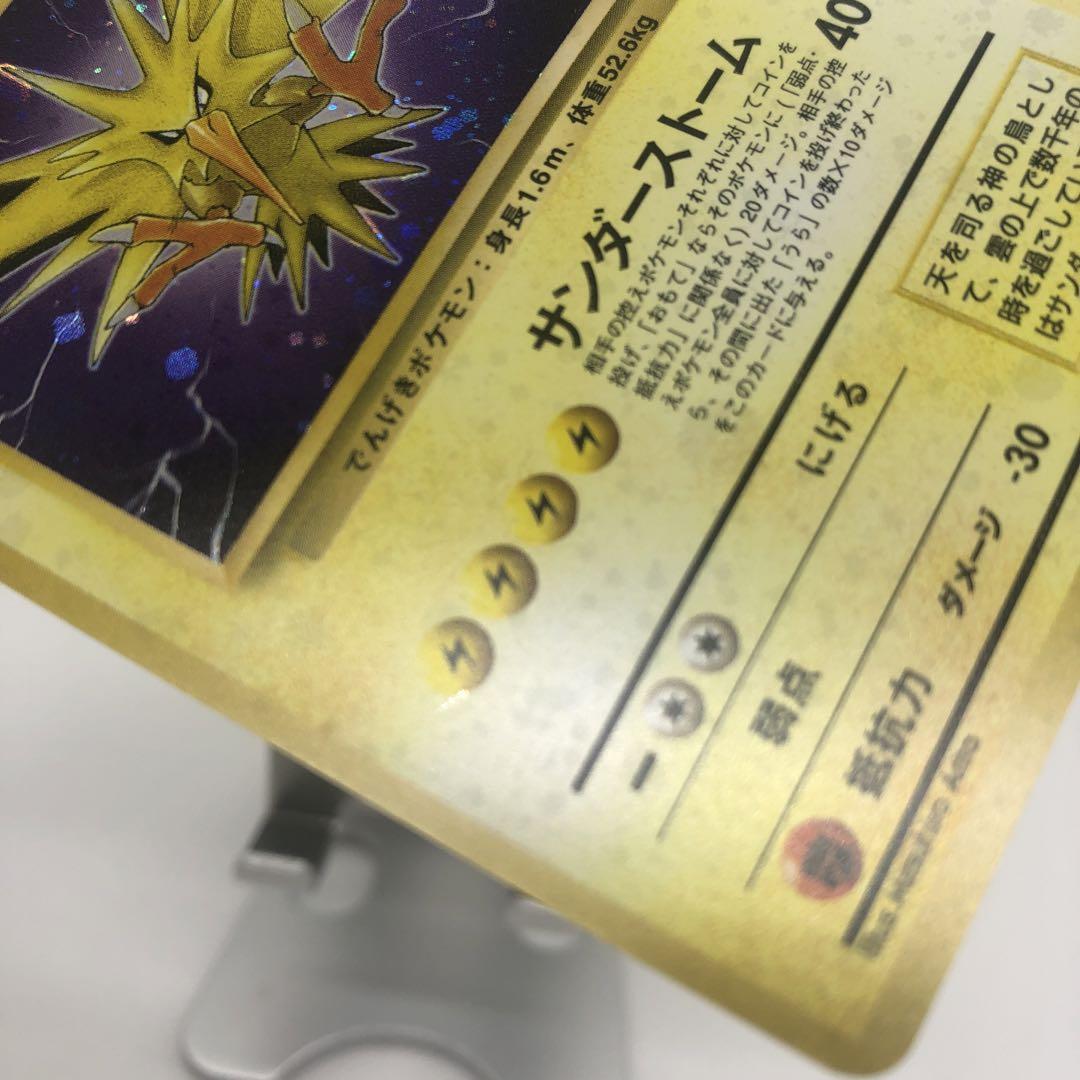 でんげきポケモン:身長1.6m、体重52.6kg
サンダーストーム 40
相手の控えポケモンそれぞれに対してコインを
投げ、「おもて」ならそのポケモンに(「弱点・
抵抗力」に関係なく)20ダメージ。相手の控
えポケモン全員に対してコインを投げ終わった
ら、その間に出た「うら」の数×10ダメージ
をこのカードに与える。
にげる
弱点
抵抗力 ダメージ -30
天を司る神の鳥とし
て、雲の上で数千年の
時を過ごしてい
はサンダ